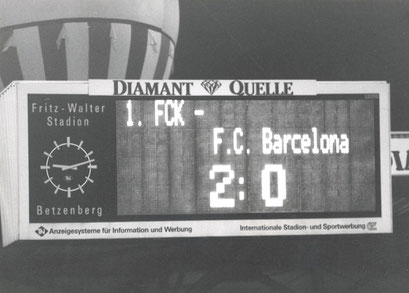 1111
DIAMANT QUELLE
Fritz-Walter
Stadion
1. FCK -
F.C. Barcelona
2:0
Betzenberg
Anzeigesysteme für Information und Werbung
Internationale Stadion- und Sportwerbung